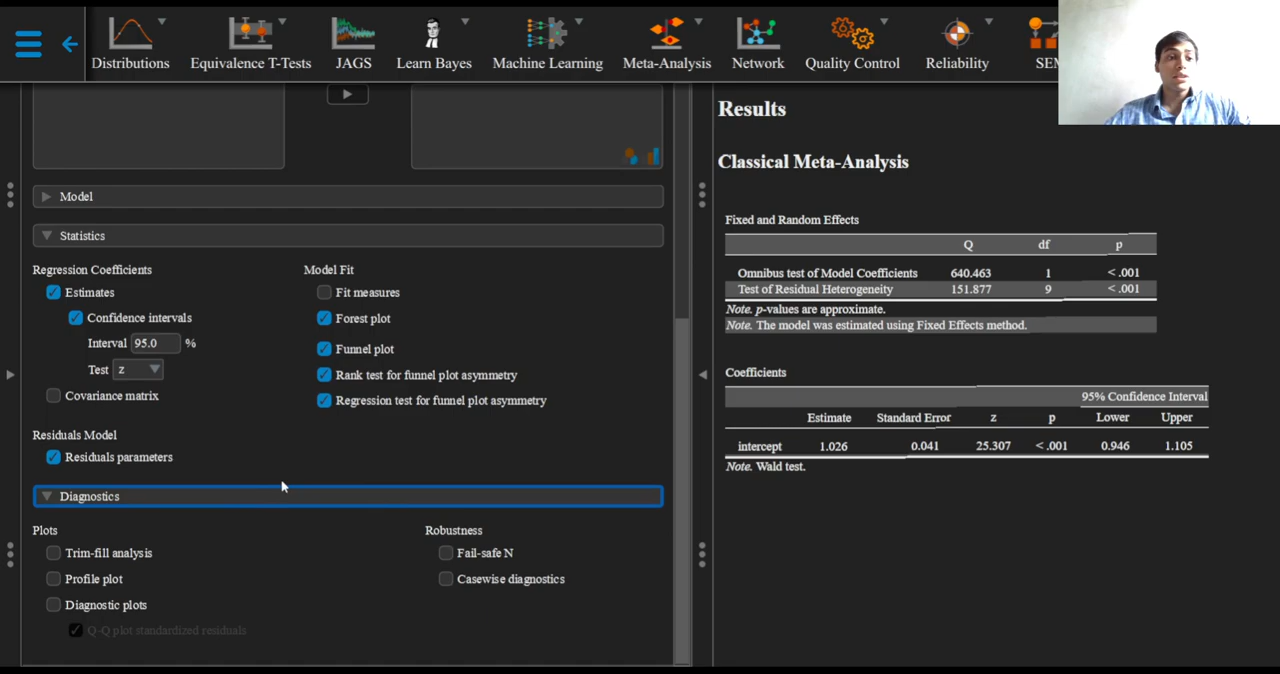 Distributions Equivalence T-Tests JAGS Learn Bayes Machine Learning Meta-Analysis Network Quality Control Reliability SEM
Model
Statistics
Regression Coefficients
Estimates
Confidence intervals
Interval 95.0 %
Test z
Covariance matrix
Residuals Model
Residuals parameters
Model Fit
Fit measures
Forest plot
Funnel plot
Rank test for funnel plot asymmetry
Regression test for funnel plot asymmetry
Diagnostics
Plots
Trim-fill analysis
Profile plot
Diagnostic plots
Q-Q plot standardized residuals
Robustness
Fail-safe N
Casewise diagnostics
Results
Classical Meta-Analysis
Fixed and Random Effects
Q df p
Omnibus test of Model Coefficients 640.463 1 < .001
Test of Residual Heterogeneity 151.877 9 < .001
Note. p-values are approximate.
Note. The model was estimated using Fixed Effects method.
Coefficients
95% Confidence Interval
Estimate Standard Error z p Lower Upper
intercept 1.026 0.041 25.307 < .001 0.946 1.105
Note. Wald test.